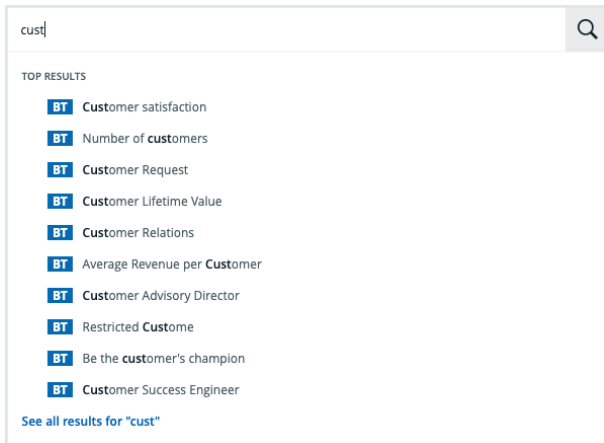 cust
TOP RESULTS
BT Customer satisfaction
BT Number of customers
BT Customer Request
BT Customer Lifetime Value
BT Customer Relations
BT Average Revenue per Customer
BT Customer Advisory Director
BT Restricted Custome
BT Be the customer's champion
BT Customer Success Engineer
See all results for "cust"